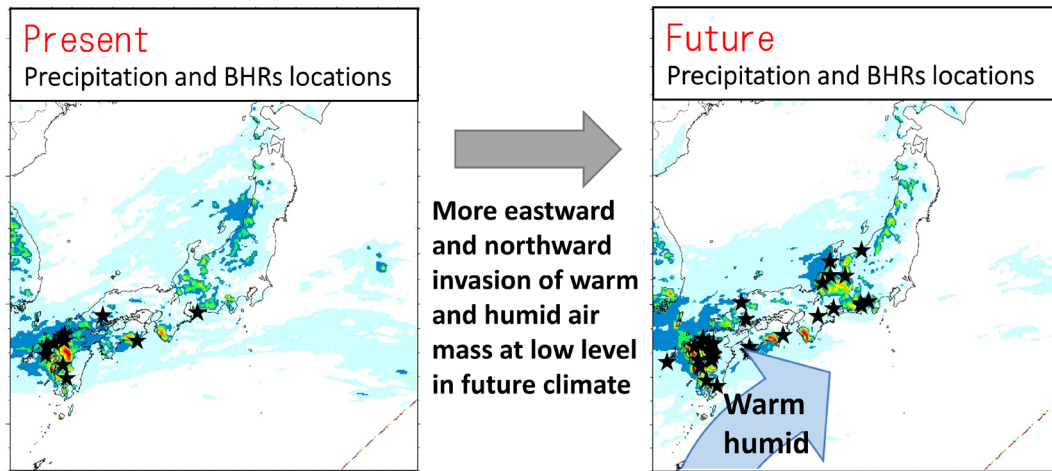 Present
Precipitation and BHRs locations
Future
Precipitation and BHRs locations
More eastward
and northward
invasion of warm
and humid air
mass at low level
in future climate
Warm
humid